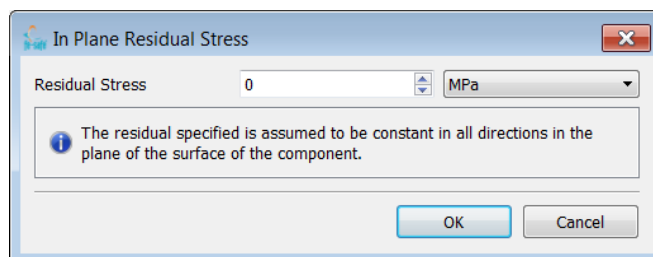 In Plane Residual Stress
Residual Stress 0 MPa
The residual specified is assumed to be constant in all directions in the
plane of the surface of the component.
OK Cancel